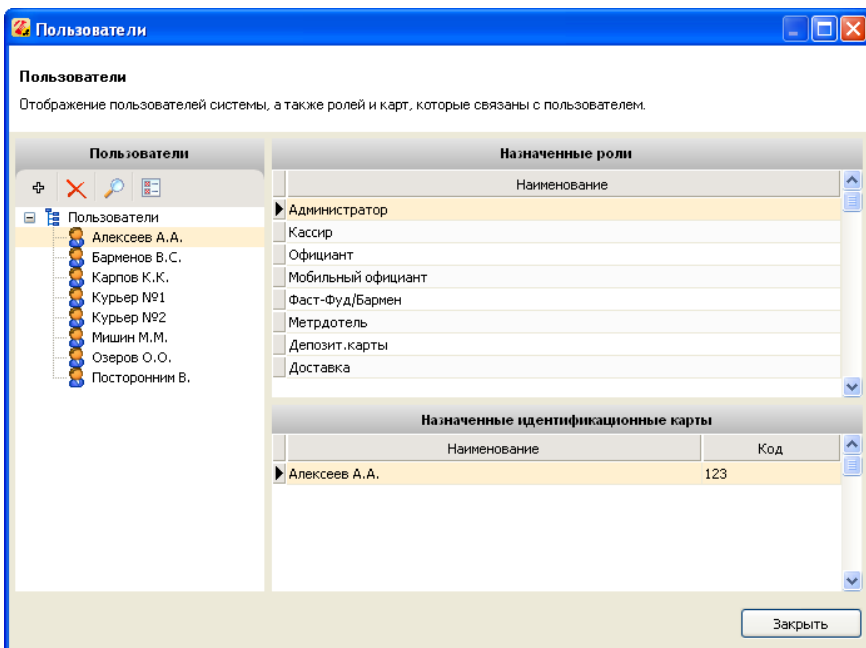 Пользователи
Пользователи
Отображение пользователей системы, а также ролей и карт, которые связаны с пользователем.
Пользователи
Пользователи
Алексеев А.А.
Барменов В.С.
Карпов К.К.
Курьер №1
Курьер №2
Мишин М.М.
Озеров О.О.
Посторонним В.
Назначенные роли
Наименование
Администратор
Кассир
Официант
Мобильный официант
Фаст-Фуд/Бармен
Метрдотель
Депозит.карты
Доставка
Назначенные идентификационные карты
Наименование Код
Алексеев А.А. 123
Закрыть